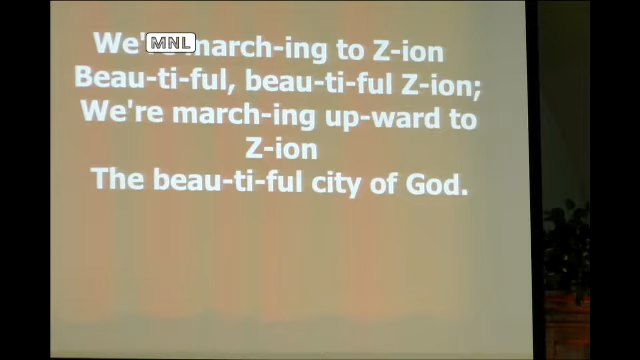 We're march-ing to Z-ion
MNL
Beau-ti-ful, beau-ti-ful Z-ion;
We're march-ing up-ward to
Z-ion
The beau-ti-ful city of God.